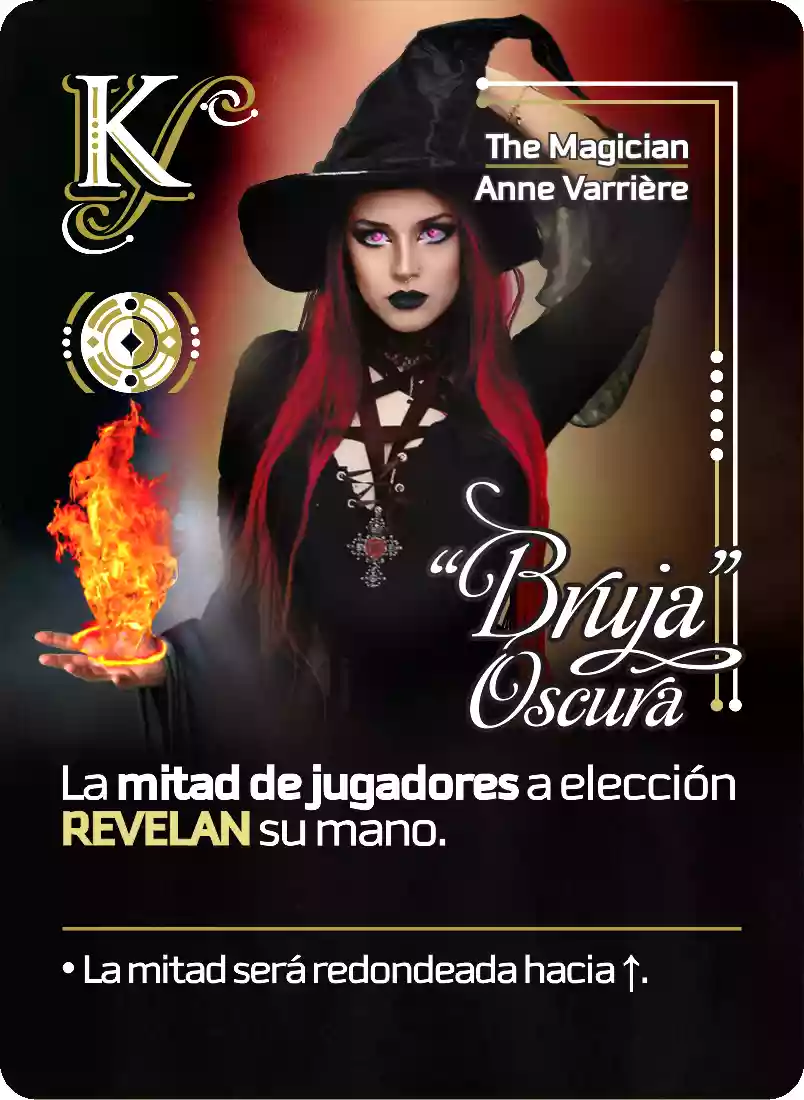 K
The Magician
Anne Varrière
“Bruja”
Oscura
La mitad de jugadores a elección
REVELAN su mano.
• La mitad será redondeada hacia ↑.